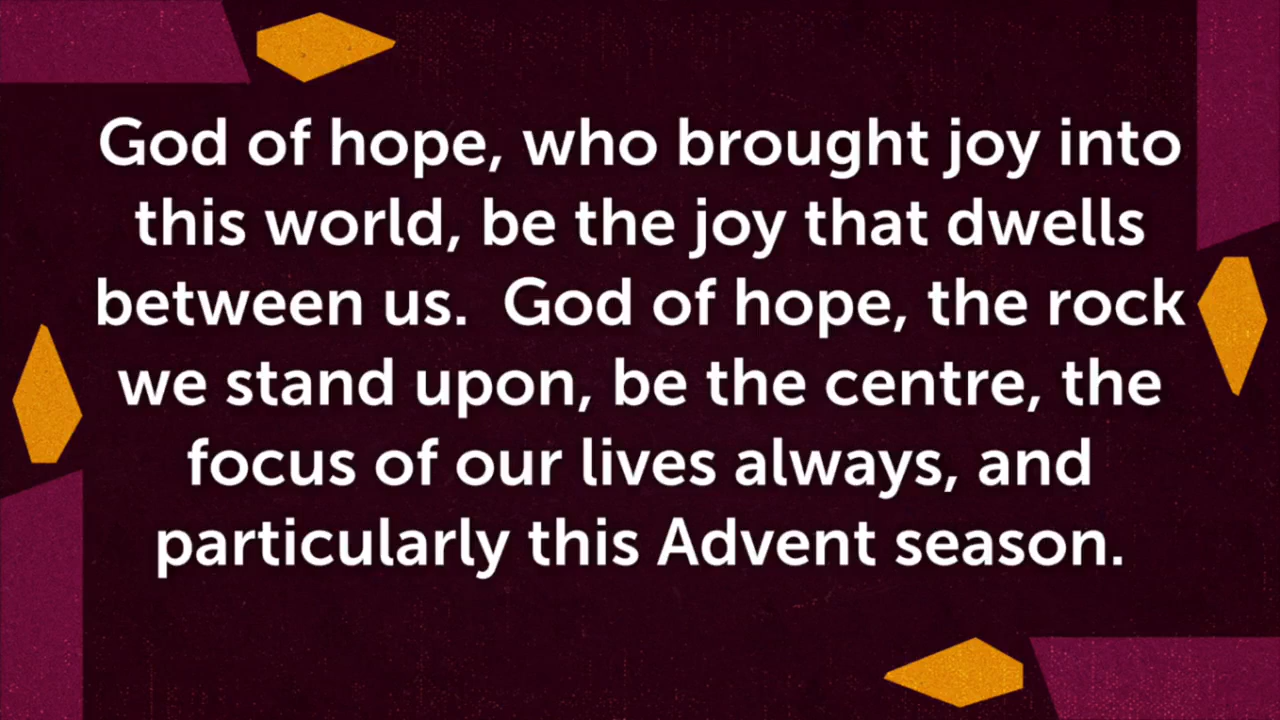 God of hope, who brought joy into
this world, be the joy that dwells
between us.  God of hope, the rock
we stand upon, be the centre, the
focus of our lives always, and
particularly this Advent season.